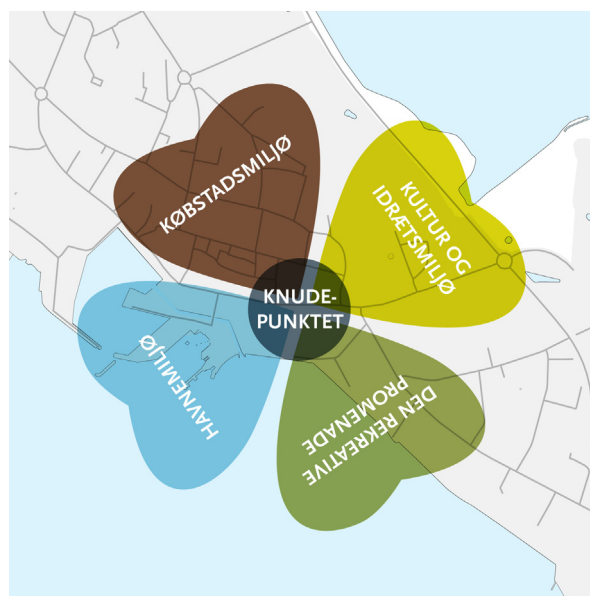 KØBSTADSMILJØ
KULTUR OG
IDRÆTSMILJØ
KNUDE-
PUNKTET
HAVNEMILJØ
DEN REKREATIVE
PROMENADE